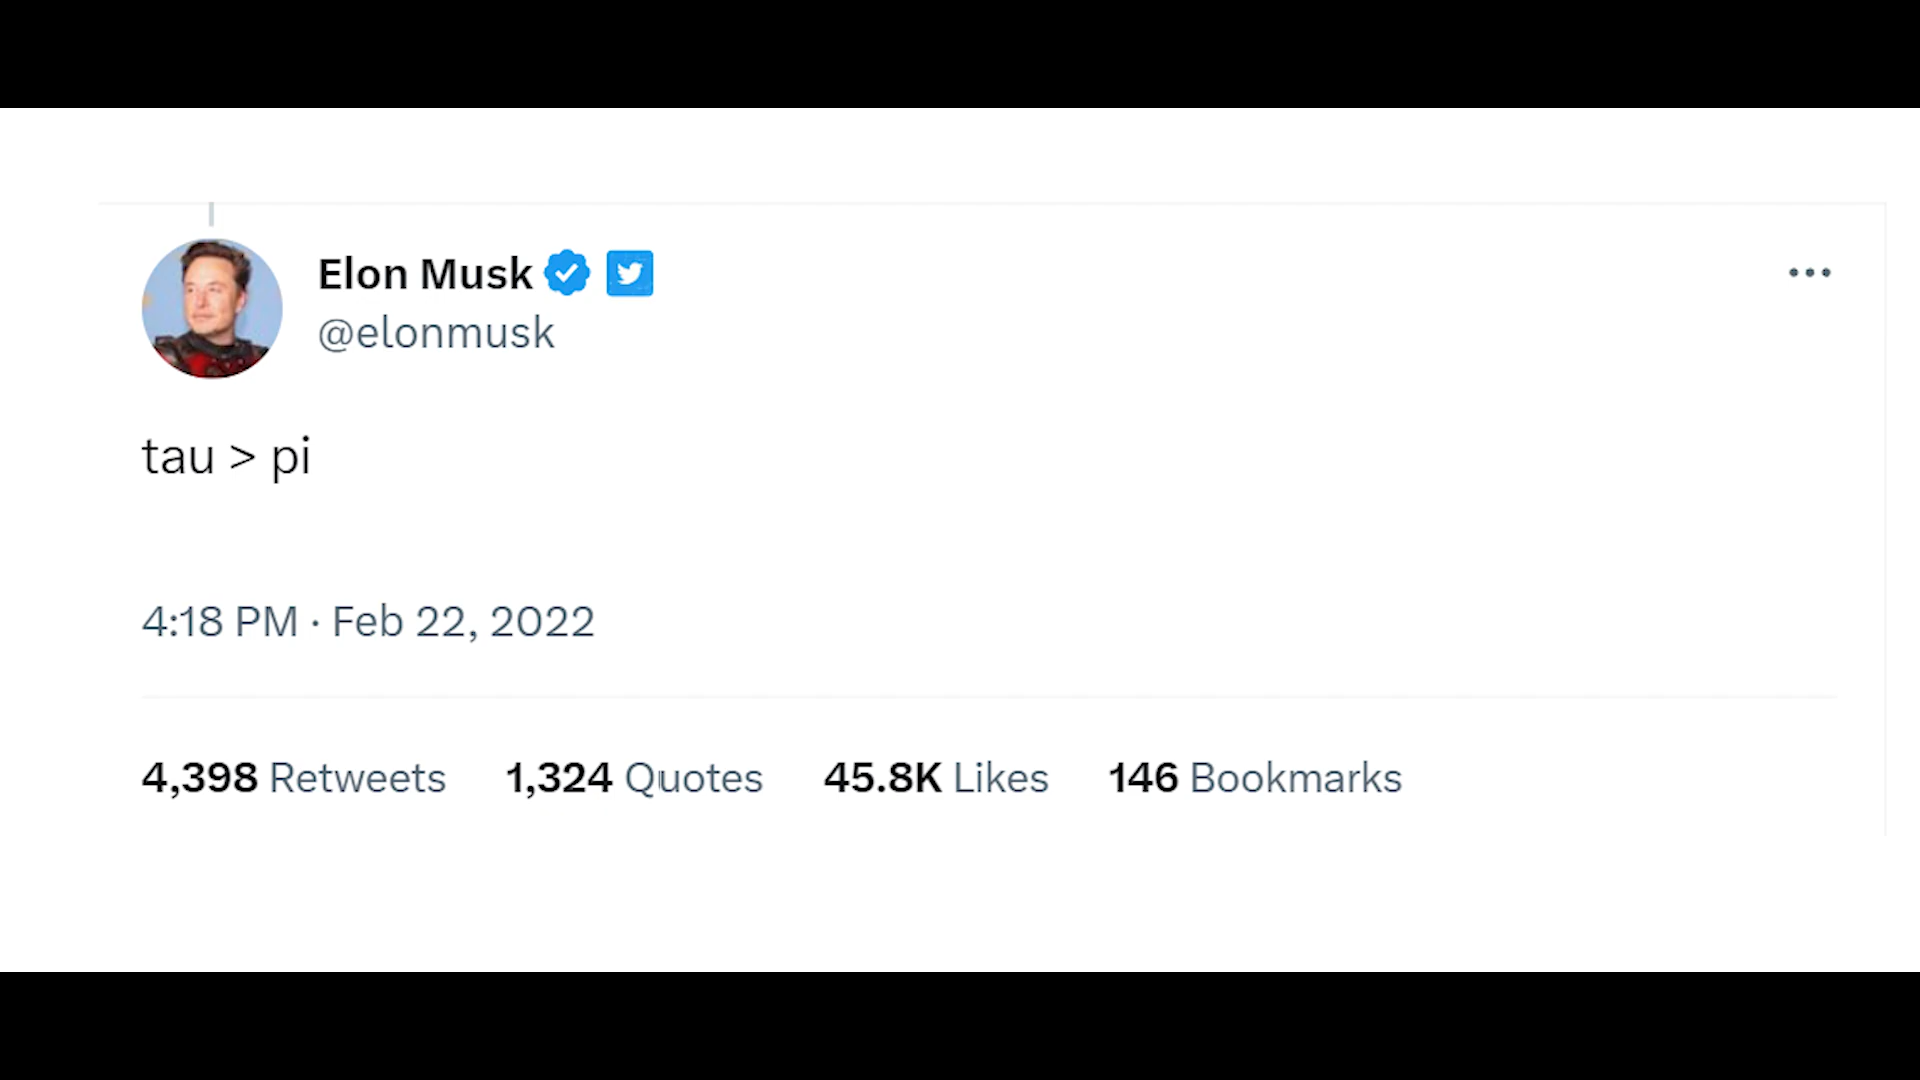 Elon Musk
@elonmusk
tau > pi
4:18 PM · Feb 22, 2022
4,398 Retweets 1,324 Quotes 45.8K Likes 146 Bookmarks